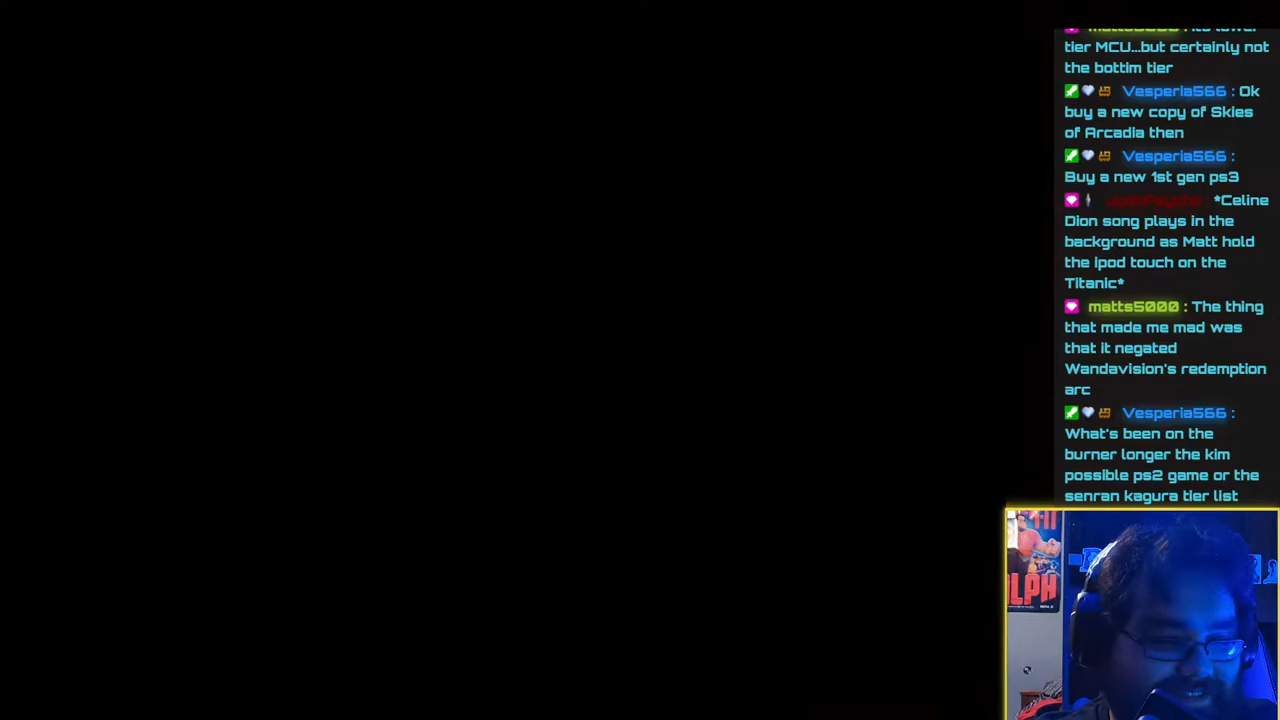 matts5000 : Its lower
tier MCU...but certainly not
the bottim tier
Vesperia566 : Ok
buy a new copy of Skies
of Arcadia then
Vesperia566 :
Buy a new 1st gen ps3
*Celine
Dion song plays in the
background as Matt hold
the ipod touch on the
Titanic*
matts5000 : The thing
that made me mad was
that it negated
Wandavision's redemption
arc
Vesperia566 :
What's been on the
burner longer the kim
possible ps2 game or the
senran kagura tier list